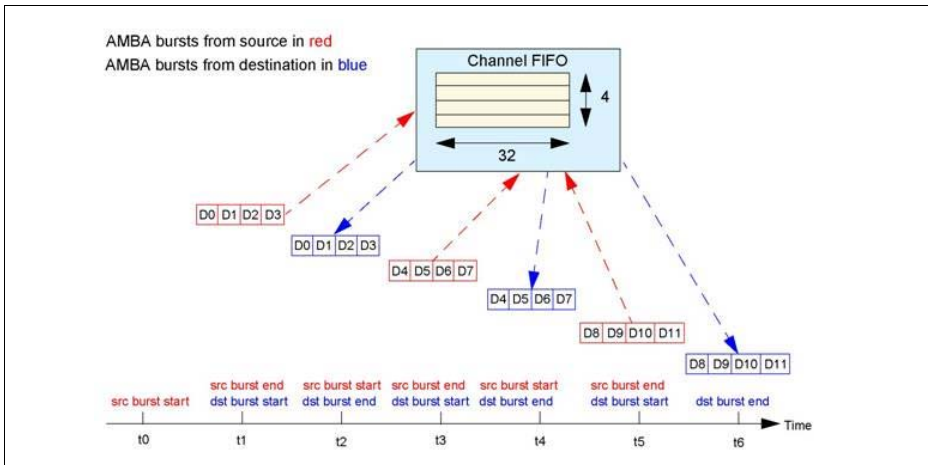 AMBA bursts from source in red
AMBA bursts from destination in blue
Channel FIFO
4
32
D0 D1 D2 D3
D0 D1 D2 D3
D4 D5 D6 D7
D4 D5 D6 D7
D8 D9 D10 D11
D8 D9 D10 D11
src burst end src burst start src burst end src burst start src burst end
src burst start dst burst start dst burst end dst burst start dst burst end dst burst start dst burst end
Time
t0 t1 t2 t3 t4 t5 t6